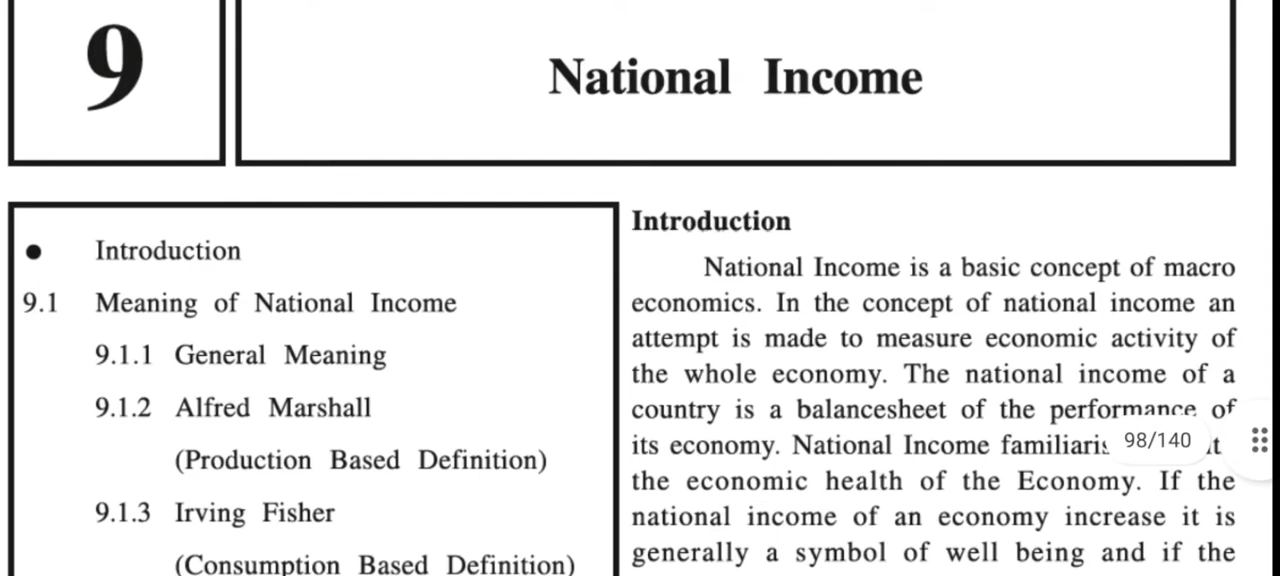 9
National Income
● Introduction
9.1 Meaning of National Income
9.1.1 General Meaning
9.1.2 Alfred Marshall
(Production Based Definition)
9.1.3 Irving Fisher
(Consumption Based Definition)
Introduction
National Income is a basic concept of macro
economics. In the concept of national income an
attempt is made to measure economic activity of
the whole economy. The national income of a
country is a balancesheet of the performance of
its economy. National Income
the economic health of the Economy. If the
national income of an economy increase it is
generally a symbol of well being and if the
98/140